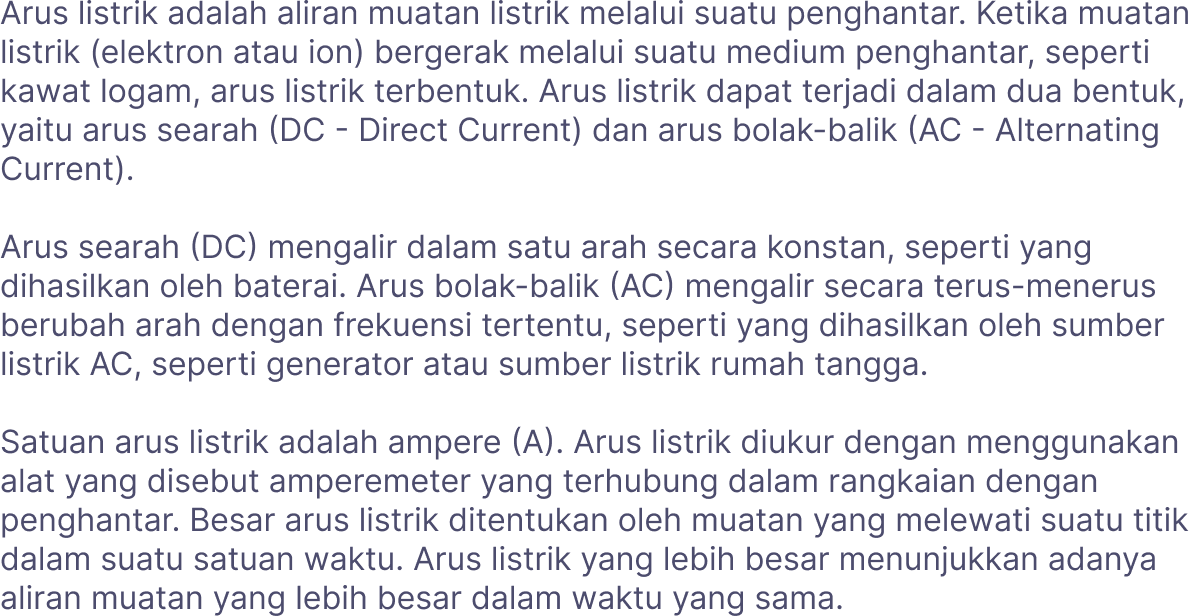 Arus listrik adalah aliran muatan listrik melalui suatu penghantar. Ketika muatan
listrik (elektron atau ion) bergerak melalui suatu medium penghantar, seperti
kawat logam, arus listrik terbentuk. Arus listrik dapat terjadi dalam dua bentuk,
yaitu arus searah (DC - Direct Current) dan arus bolak-balik (AC - Alternating
Current).
Arus searah (DC) mengalir dalam satu arah secara konstan, seperti yang
dihasilkan oleh baterai. Arus bolak-balik (AC) mengalir secara terus-menerus
berubah arah dengan frekuensi tertentu, seperti yang dihasilkan oleh sumber
listrik AC, seperti generator atau sumber listrik rumah tangga.
Satuan arus listrik adalah ampere (A). Arus listrik diukur dengan menggunakan
alat yang disebut amperemeter yang terhubung dalam rangkaian dengan
penghantar. Besar arus listrik ditentukan oleh muatan yang melewati suatu titik
dalam suatu satuan waktu. Arus listrik yang lebih besar menunjukkan adanya
aliran muatan yang lebih besar dalam waktu yang sama.